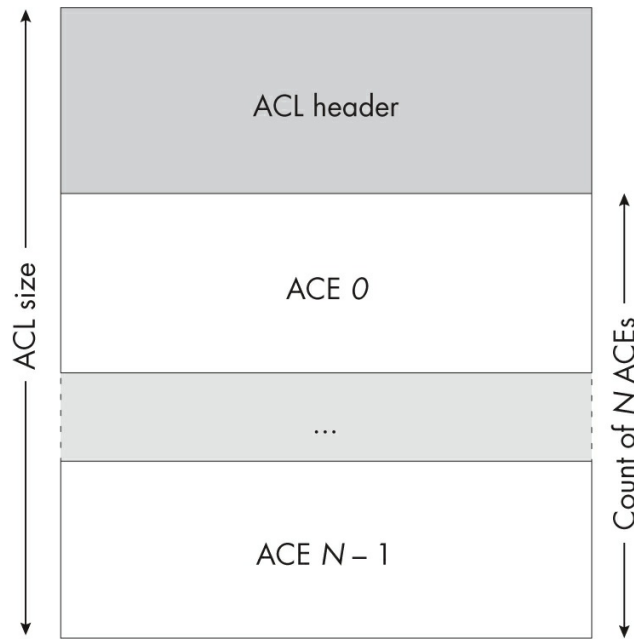 ACL header
ACE 0
...
ACE N – 1
ACL size
Count of N ACEs